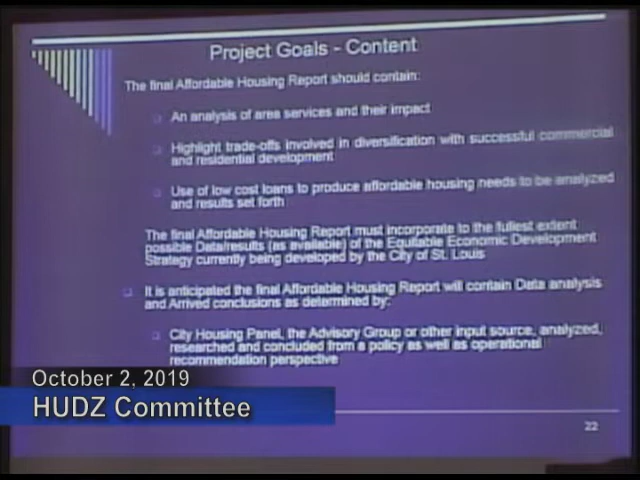 Project Goals - Content
The final Affordable Housing Report should contain:
An analysis of area services and their impact
Highlight trade-offs involved in diversification with successful commercial
and residential development
Use of low cost loans to produce affordable housing needs to be analyzed
and results set forth
The final Affordable Housing Report must incorporate to the fullest extent
possible Data/results (as available) of the Equitable Economic Development
Strategy currently being developed by the City of St. Louis
It is anticipated the final Affordable Housing Report will contain Data analysis
and Arrived conclusions as determined by:
City Housing Panel, the Advisory Group or other input source, analyzed,
researched and concluded from a policy as well as operational
recommendation perspective
October 2, 2019
HUDZ Committee
22